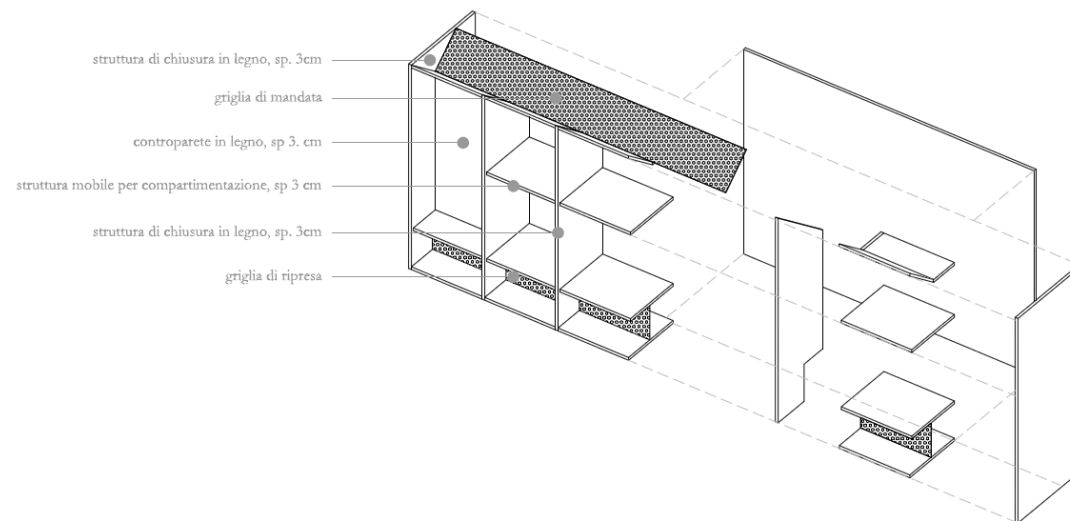 struttura di chiusura in legno, sp. 3cm
griglia di mandata
controparete in legno, sp 3. cm
struttura mobile per compartimentazione, sp 3 cm
struttura di chiusura in legno, sp. 3cm
griglia di ripresa